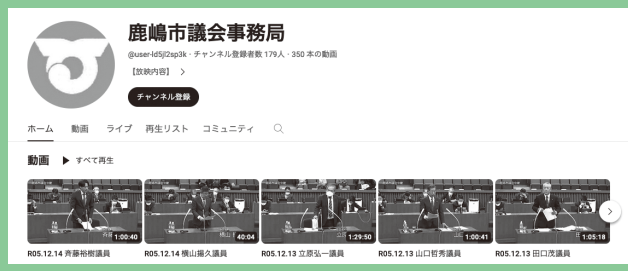 鹿嶋市議会事務局
@user-ld5jl2sp3k・チャンネル登録者数 179人・350 本の動画
【放映内容】
チャンネル登録
ホーム 動画 ライブ 再生リスト コミュニティ
動画 すべて再生
1:00:40 40:04 1:29:50 1:00:41 1:05:18
R05.12.14 斉藤裕樹議員 R05.12.14 横山揚久議員 R05.12.13 立原弘一議員 R05.12.13 山口哲秀議員 R05.12.13 田口茂議員